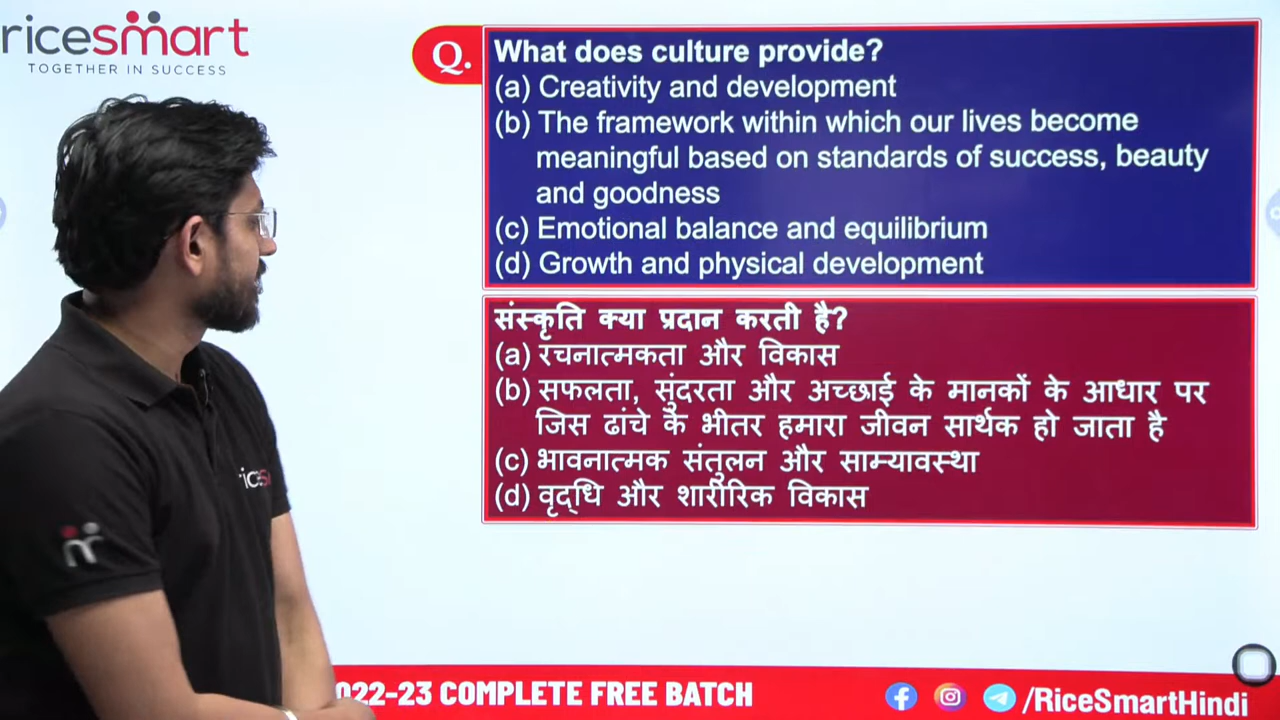 ricesmart
TOGETHER IN SUCCESS
Q.
What does culture provide?
(a) Creativity and development
(b) The framework within which our lives become
meaningful based on standards of success, beauty
and goodness
(c) Emotional balance and equilibrium
(d) Growth and physical development
संस्कृति क्या प्रदान करती है?
(a) रचनात्मकता और विकास
(b) सफलता, सुंदरता और अच्छाई के मानकों के आधार पर
जिस ढांचे के भीतर हमारा जीवन सार्थक हो जाता है
(c) भावनात्मक संतुलन और साम्यावस्था
(d) वृद्धि और शारीरिक विकास
022-23 COMPLETE FREE BATCH
/RiceSmartHindi